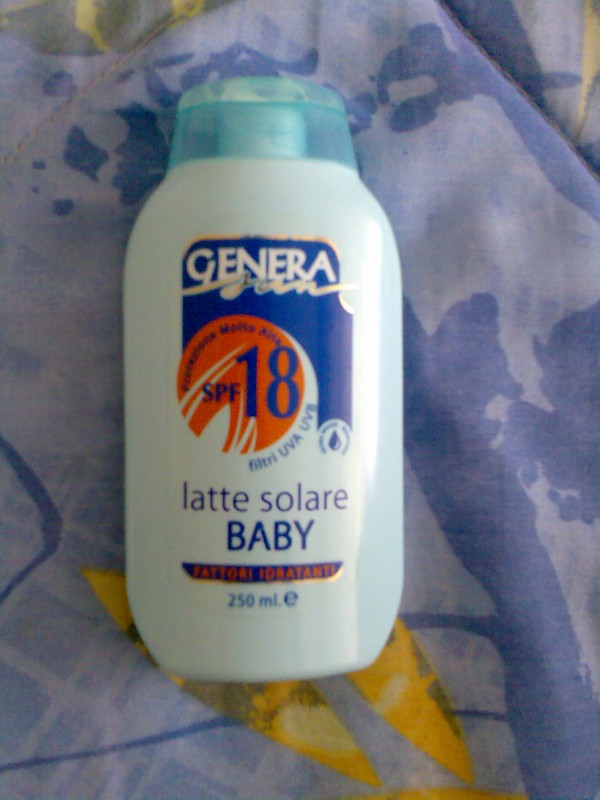 GENERA
sun
Protezione Molto Alta
SPF 18
filtri UVA UVB
latte solare
BABY
FATTORI IDRATANTI
250 ml. e